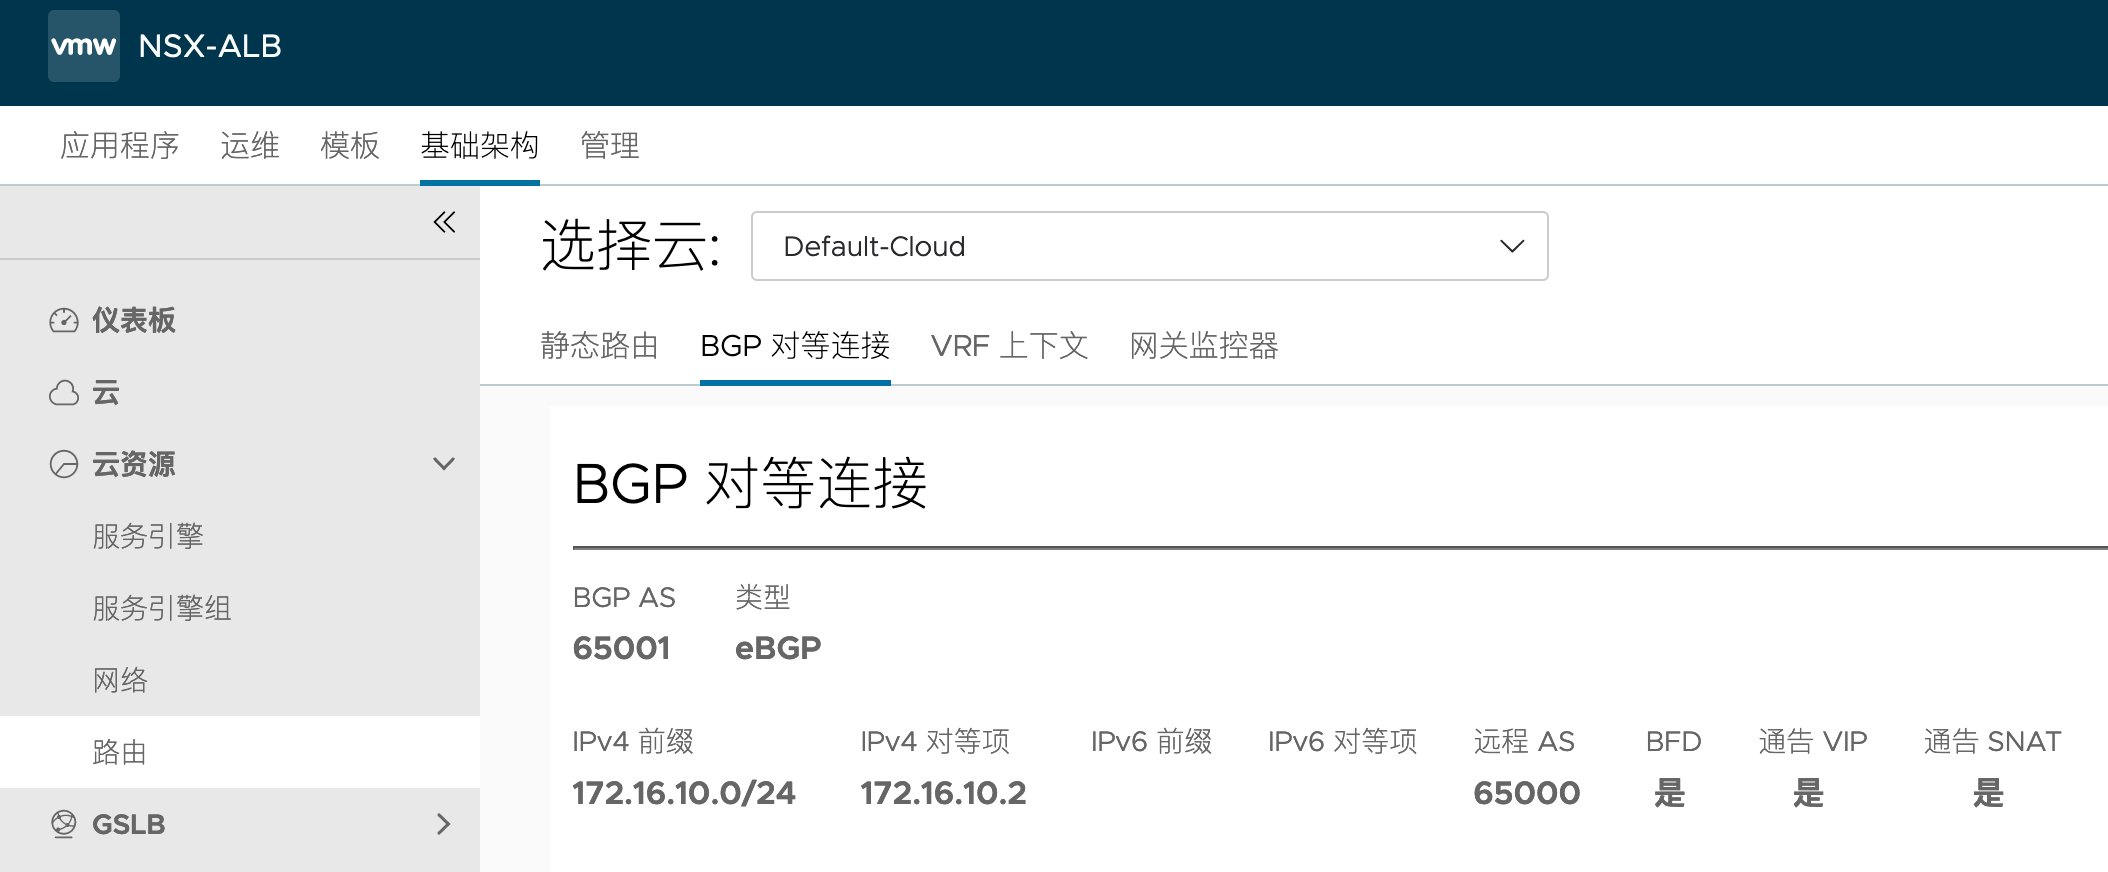 vmw NSX-ALB
应用程序 运维 模板 基础架构 管理
选择云: Default-Cloud
仪表板
云
云资源
服务引擎
服务引擎组
网络
路由
GSLB
静态路由 BGP 对等连接 VRF 上下文 网关监控器
BGP 对等连接
BGP AS 类型
65001 eBGP
IPv4 前缀 IPv4 对等项 IPv6 前缀 IPv6 对等项 远程 AS BFD 通告 VIP 通告 SNAT
172.16.10.0/24 172.16.10.2 65000 是 是 是